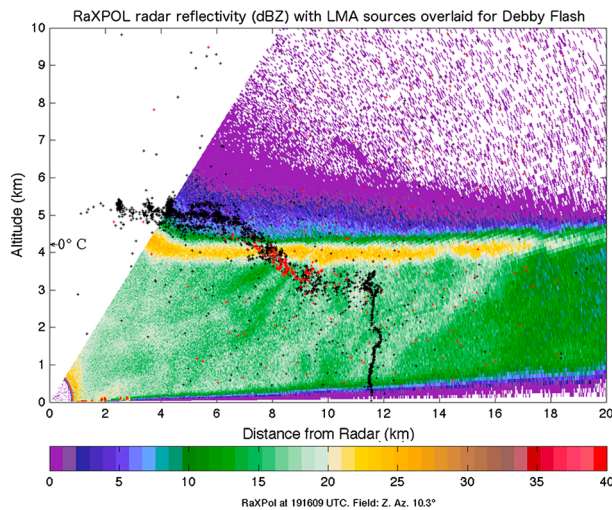 RaXPOL radar reflectivity (dBZ) with LMA sources overlaid for Debby Flash
10
9
8
7
6
5
4
3
2
1
0
Altitude (km)
0° C
0 2 4 6 8 10 12 14 16 18 20
Distance from Radar (km)
0 5 10 15 20 25 30 35 40
RaXPol at 191609 UTC. Field: Z. Az. 10.3°